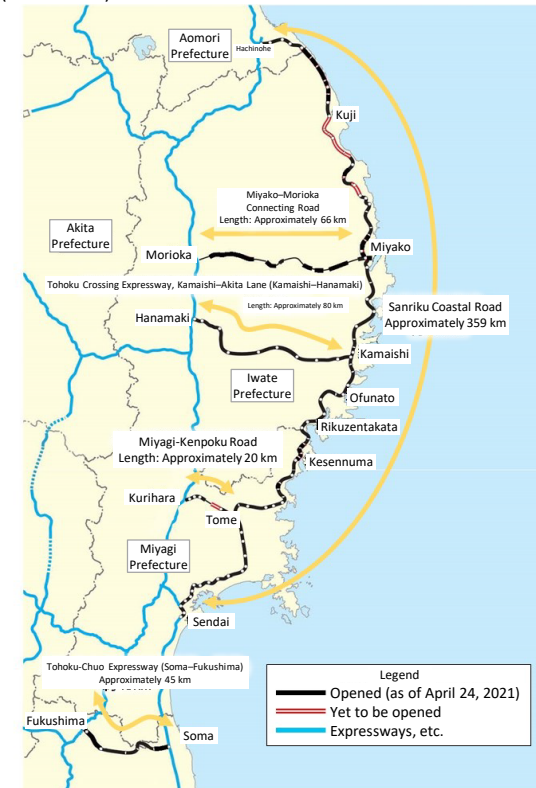 Aomori
Prefecture
Hachinohe
Kuji
Miyako–Morioka
Connecting Road
Length: Approximately 66 km
Akita
Prefecture
Morioka
Miyako
Tohoku Crossing Expressway, Kamaishi–Akita Lane (Kamaishi–Hanamaki)
Length: Approximately 80 km
Hanamaki
Sanriku Coastal Road
Approximately 359 km
Kamaishi
Iwate
Prefecture
Ofunato
Rikuzentakata
Miyagi-Kenpoku Road
Length: Approximately 20 km
Kesennuma
Kurihara
Tome
Miyagi
Prefecture
Sendai
Tohoku-Chuo Expressway (Soma–Fukushima)
Approximately 45 km
Fukushima
Soma
Legend
Opened (as of April 24, 2021)
Yet to be opened
Expressways, etc.